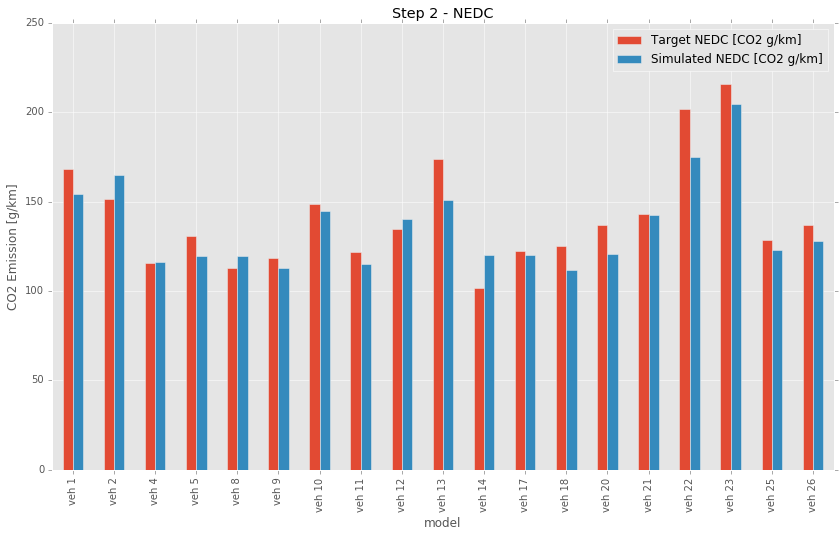 Step 2 - NEDC
Target NEDC [CO2 g/km]
Simulated NEDC [CO2 g/km]
CO2 Emission [g/km]
250
200
150
100
50
0
veh 1
veh 2
veh 4
veh 5
veh 8
veh 9
veh 10
veh 11
veh 12
veh 13
veh 14
veh 17
veh 18
veh 20
veh 21
veh 22
veh 23
veh 25
veh 26
model